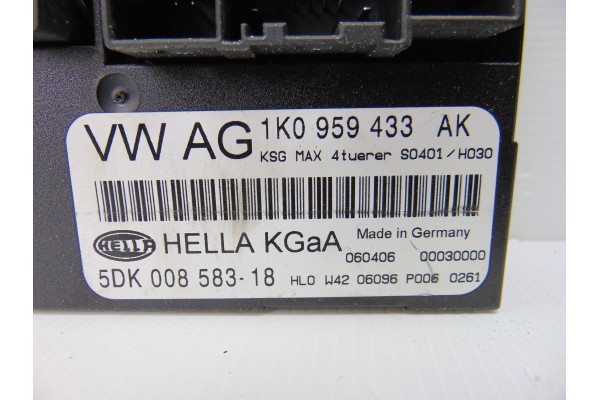 VW AG 1K0 959 433 AK
KSG MAX 4tuerer S0401/H030
HELLA HELLA KGaA Made in Germany
060406 00030000
5DK 008 583-18 HL0 W42 06096 P006 0261